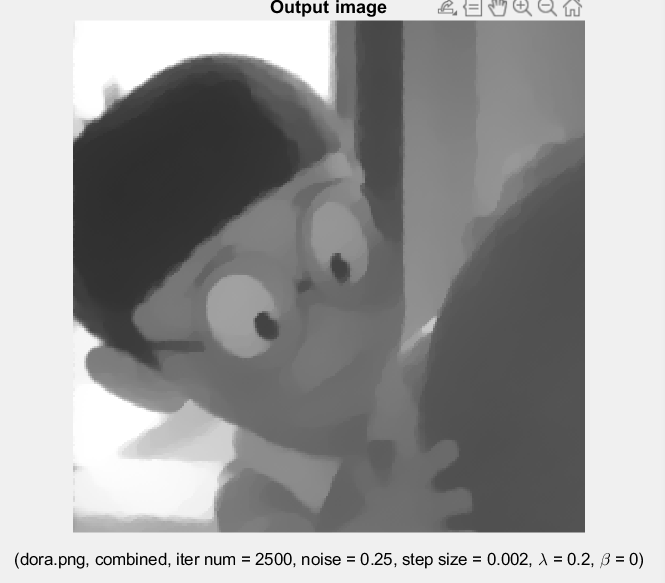 Output image
(dora.png, combined, iter num = 2500, noise = 0.25, step size = 0.002, λ = 0.2, β = 0)